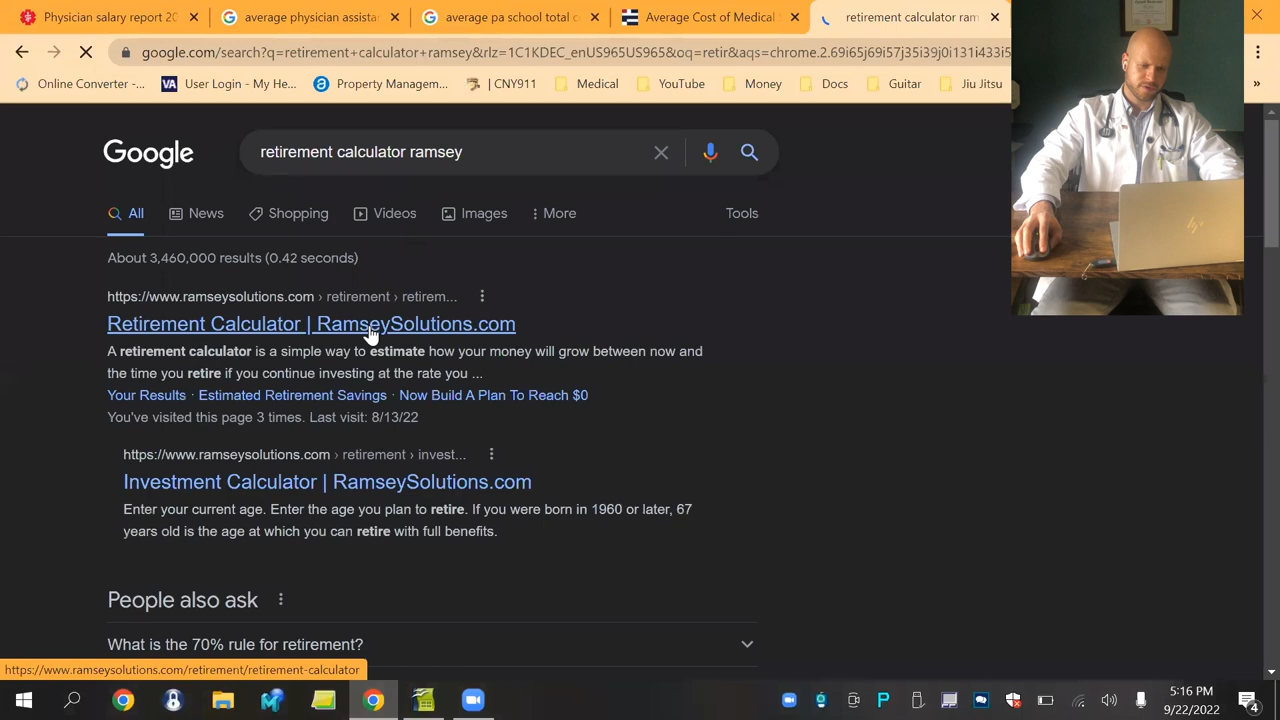 Physician salary report 20
average physician assista
average pa school total c
Average Cost of Medical
retirement calculator ram
google.com/search?q=retirement+calculator+ramsey&rlz=1C1KDEC_enUS965US965&oq=retir&aqs=chrome.2.69i65j69i57j35i39j0i131i433i5
Online Converter -...
VA User Login - My He...
Property Managem...
| CNY911
Medical
YouTube
Money
Docs
Guitar
Jiu Jitsu
»
Google
retirement calculator ramsey
All
News
Shopping
Videos
Images
More
Tools
About 3,460,000 results (0.42 seconds)
https://www.ramseysolutions.com › retirement › retirem...
Retirement Calculator | RamseySolutions.com
A retirement calculator is a simple way to estimate how your money will grow between now and
the time you retire if you continue investing at the rate you ...
Your Results · Estimated Retirement Savings · Now Build A Plan To Reach $0
You've visited this page 3 times. Last visit: 8/13/22
https://www.ramseysolutions.com › retirement › invest...
Investment Calculator | RamseySolutions.com
Enter your current age. Enter the age you plan to retire. If you were born in 1960 or later, 67
years old is the age at which you can retire with full benefits.
People also ask
What is the 70% rule for retirement?
https://www.ramseysolutions.com/retirement/retirement-calculator
hp
5:16 PM
9/22/2022
4